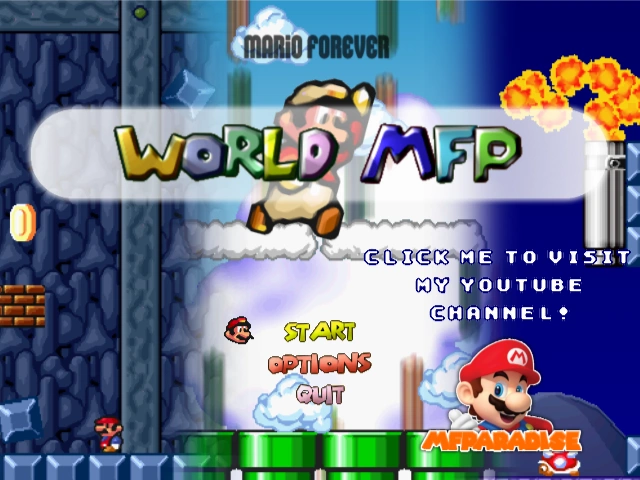 MARIO FOREVER
WORLD MFP
CLICK ME TO VISIT
MY YOUTUBE
CHANNEL!
START
OPTIONS
QUIT
M
MFPARADISE